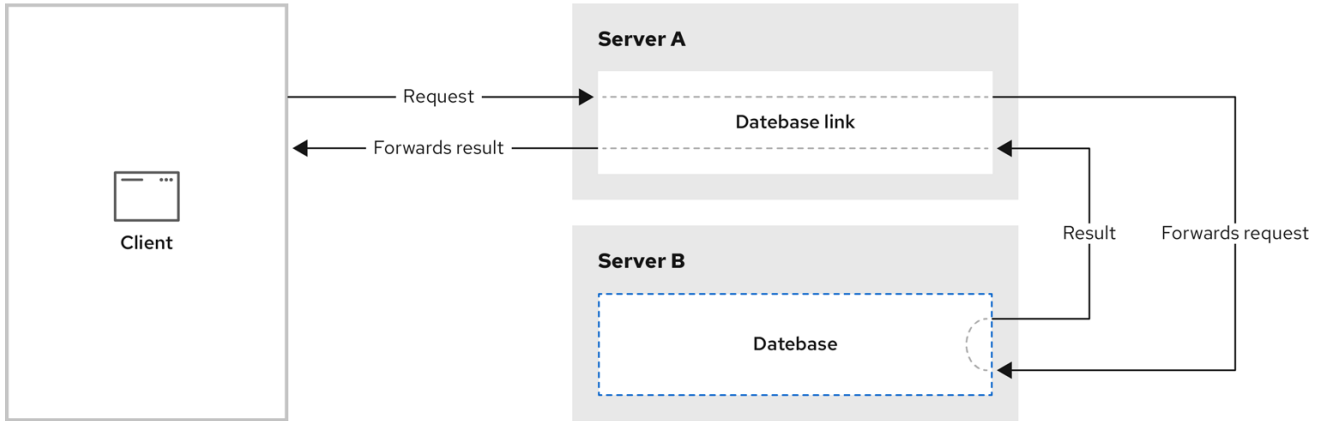 Server A
Request
Datebase link
Forwards result
Client
Result
Forwards request
Server B
Datebase